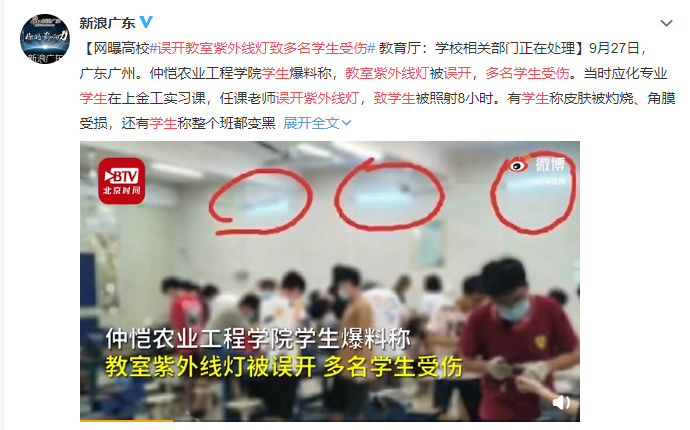 新浪广东
【网曝高校#误开教室紫外线灯致多名学生受伤# 教育厅：学校相关部门正在处理】9月27日，
广东广州。仲恺农业工程学院学生爆料称，教室紫外线灯被误开，多名学生受伤。当时应化专业
学生在上金工实习课，任课老师误开紫外线灯，致学生被照射8小时。有学生称皮肤被灼烧、角膜
受损，还有学生称整个班都变黑 展开全文
BTV
北京时间
微博
仲恺农业工程学院学生爆料称
教室紫外线灯被误开 多名学生受伤